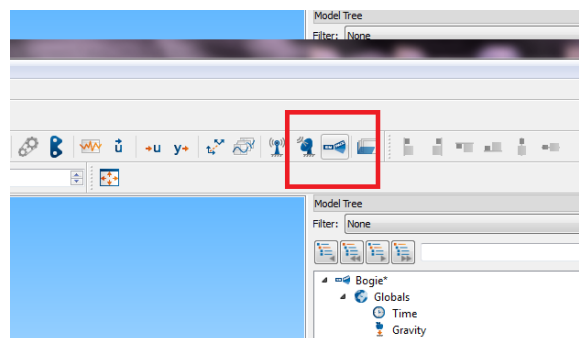 Model Tree
Filter: None
u
u y
Model Tree
Filter: None
Bogie*
Globals
Time
Gravity